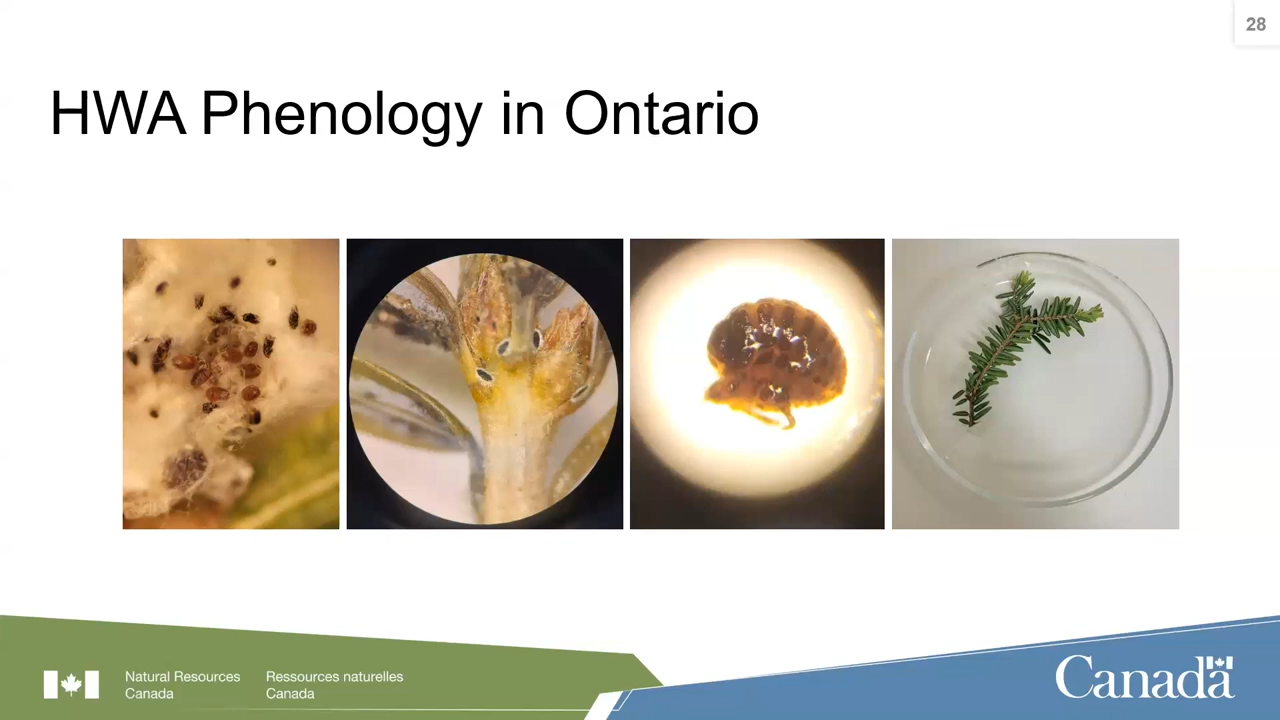 28
HWA Phenology in Ontario
Natural Resources
Canada
Ressources naturelles
Canada
Canada